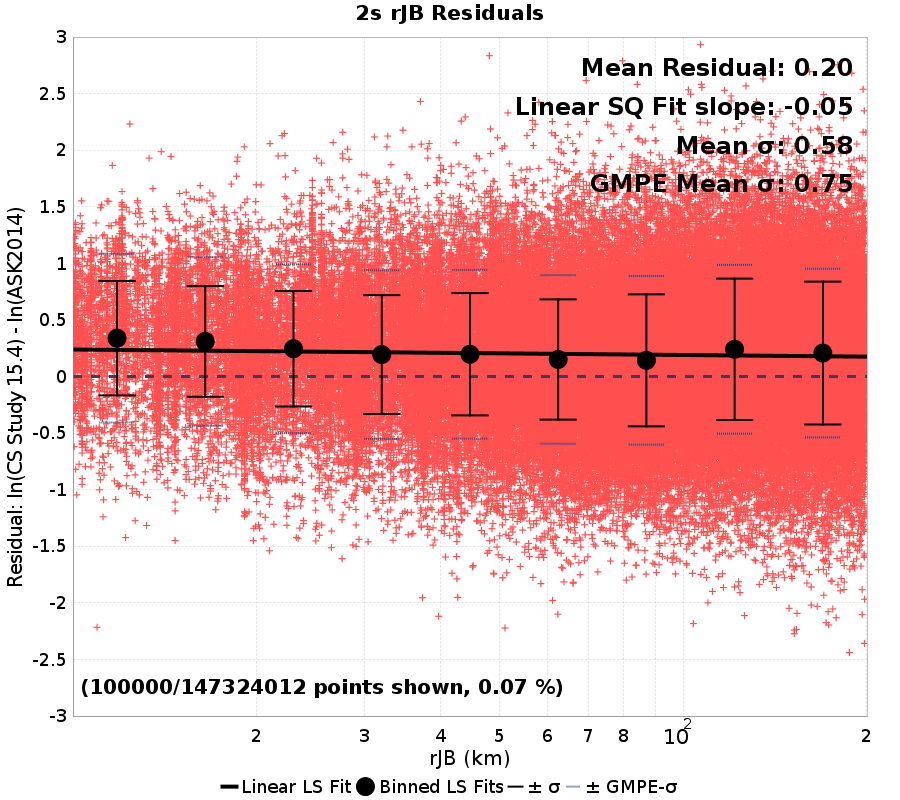 2s rJB Residuals
Mean Residual: 0.20
Linear SQ Fit slope: -0.05
Mean σ: 0.58
GMPE Mean σ: 0.75
Residual: ln(CS Study 15.4) - ln(ASK2014)
3
2.5
2
1.5
1
0.5
0
-0.5
-1
-1.5
-2
-2.5
-3
(100000/147324012 points shown, 0.07 %)
2 3 4 5 6 7 8 10² 2
rJB (km)
Linear LS Fit Binned LS Fits ± σ ± GMPE-σ